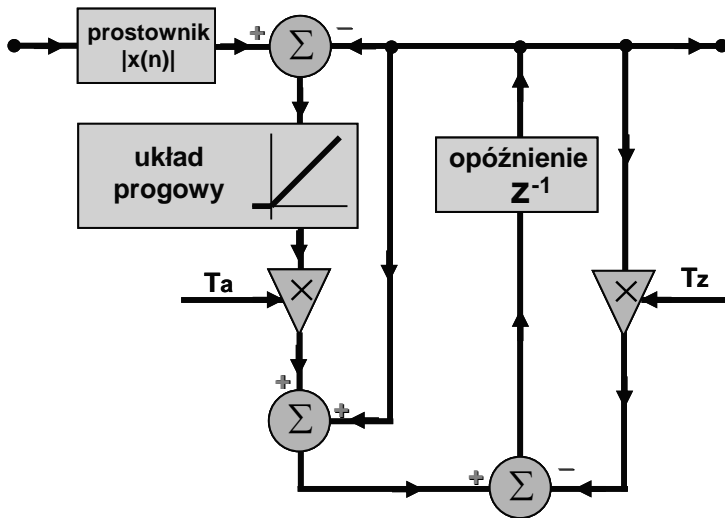 prostownik
|x(n)|
+
Σ
−
układ
progowy
opóźnienie
z-1
Ta
×
Tz
×
+
Σ
+
+
Σ
−